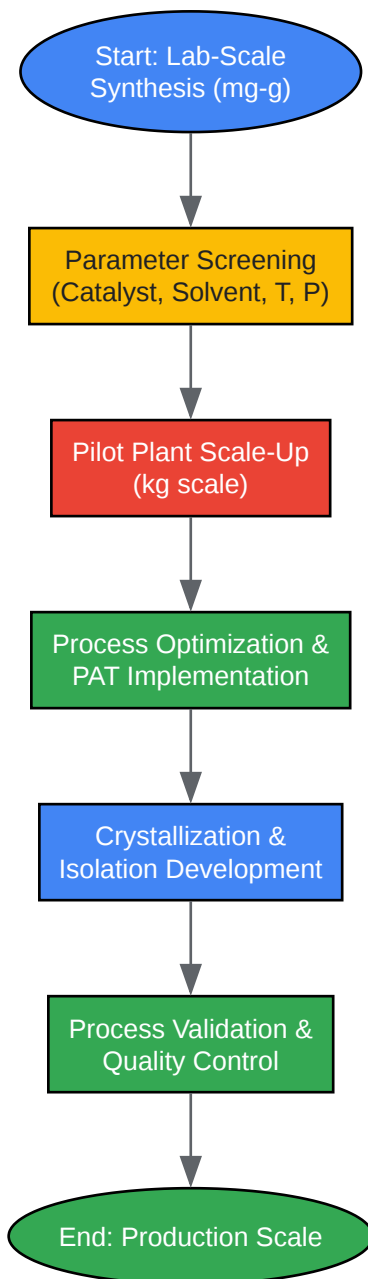 Start: Lab-Scale
Synthesis (mg-g)
Parameter Screening
(Catalyst, Solvent, T, P)
Pilot Plant Scale-Up
(kg scale)
Process Optimization &
PAT Implementation
Crystallization &
Isolation Development
Process Validation &
Quality Control
End: Production Scale